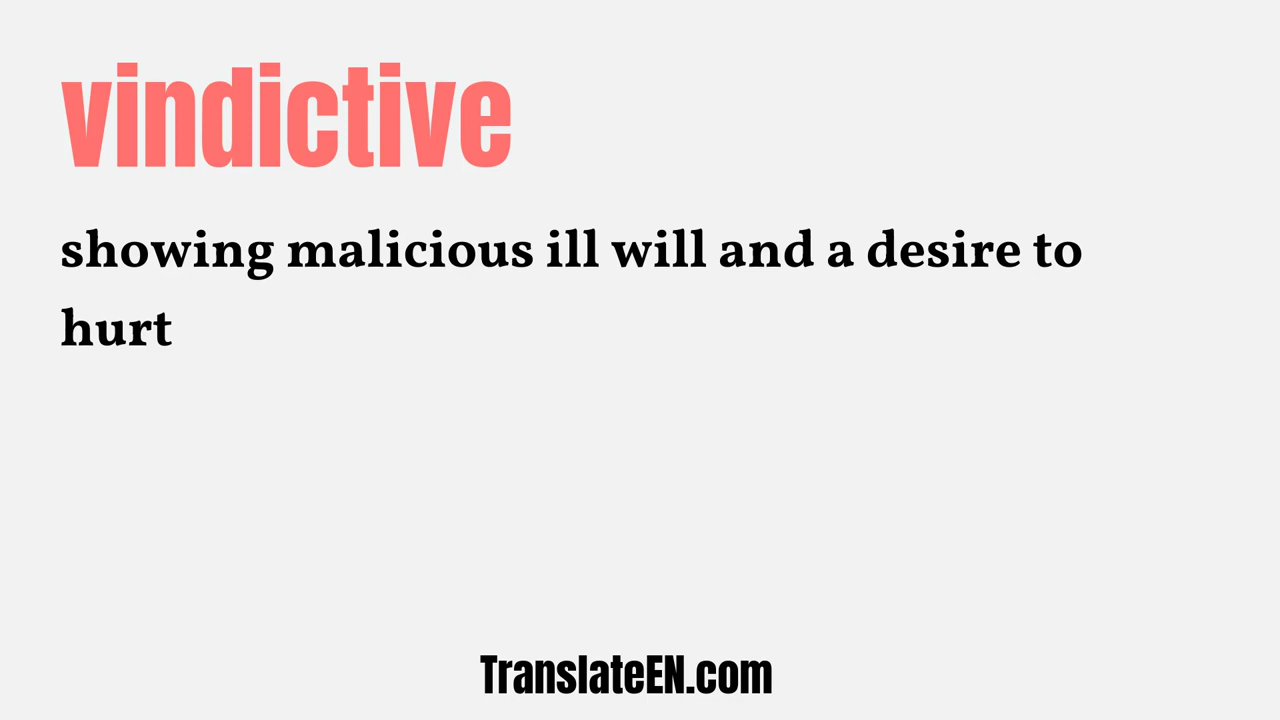 vindictive
showing malicious ill will and a desire to
hurt
TranslateEN.com